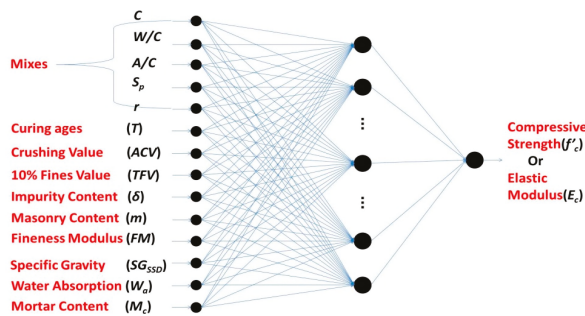 C
W/C
A/C
Sp
r
Mixes
Curing ages (T)
Crushing Value (ACV)
10% Fines Value (TFV)
Impurity Content (δ)
Masonry Content (m)
Fineness Modulus (FM)
Specific Gravity (SG_SSD)
Water Absorption (W_a)
Mortar Content (M_c)
...
...
Compressive
Strength(f'_c)
Or
Elastic
Modulus(E_c)